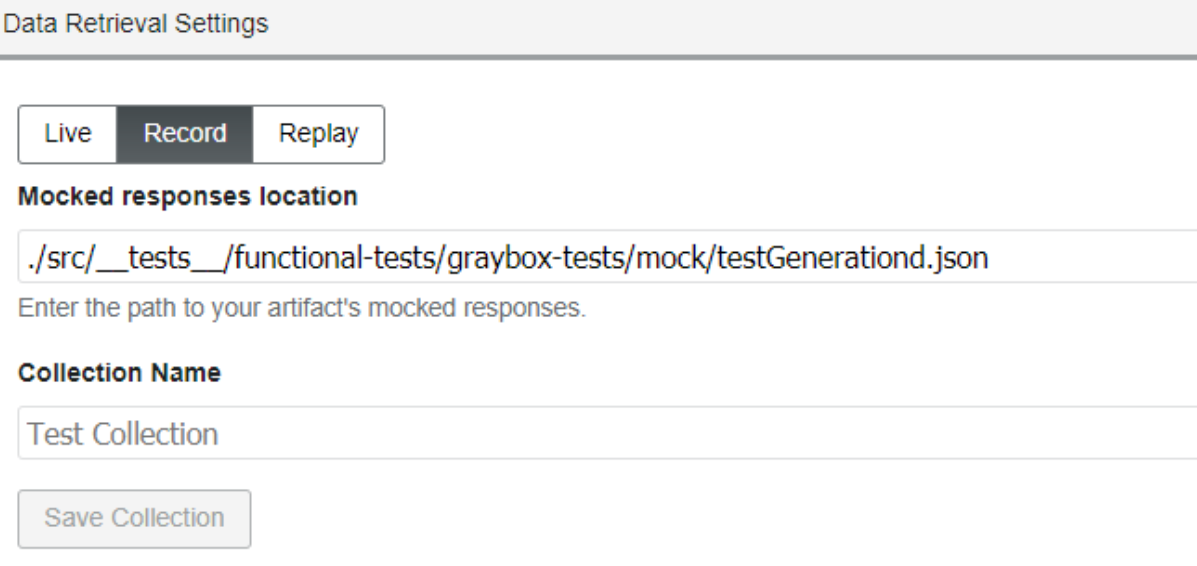 Data Retrieval Settings
Live Record Replay
Mocked responses location
./src/__tests__/functional-tests/graybox-tests/mock/testGenerationd.json
Enter the path to your artifact's mocked responses.
Collection Name
Test Collection
Save Collection